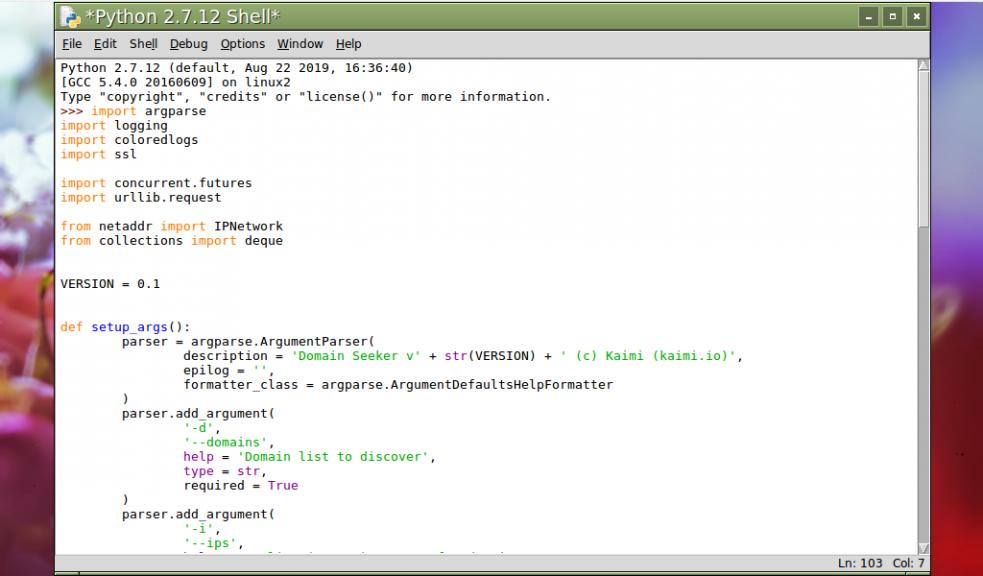 *Python 2.7.12 Shell*
File Edit Shell Debug Options Window Help
Python 2.7.12 (default, Aug 22 2019, 16:36:40)
[GCC 5.4.0 20160609] on linux2
Type "copyright", "credits" or "license()" for more information.
>>> import argparse
import logging
import coloredlogs
import ssl
import concurrent.futures
import urllib.request
from netaddr import IPNetwork
from collections import deque
VERSION = 0.1
def setup_args():
parser = argparse.ArgumentParser(
description = 'Domain Seeker v' + str(VERSION) + ' (c) Kaimi (kaimi.io)',
epilog = '',
formatter_class = argparse.ArgumentDefaultsHelpFormatter
)
parser.add_argument(
'-d',
'--domains',
help = 'Domain list to discover',
type = str,
required = True
)
parser.add_argument(
'-i',
'--ips',
Ln: 103 Col: 7